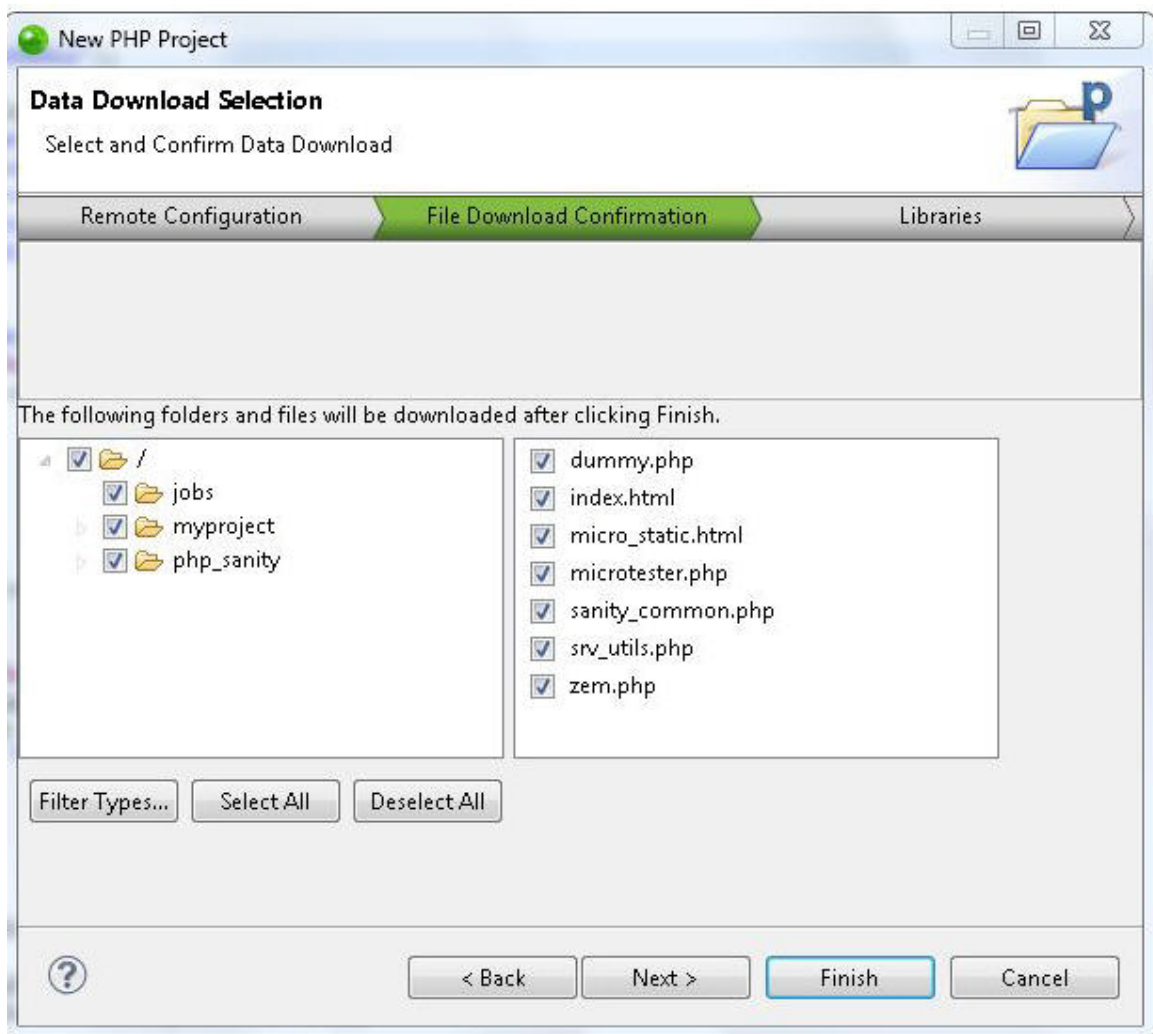 New PHP Project
Data Download Selection
Select and Confirm Data Download
Remote Configuration
File Download Confirmation
Libraries
The following folders and files will be downloaded after clicking Finish.
/
jobs
myproject
php_sanity
dummy.php
index.html
micro_static.html
microtester.php
sanity_common.php
srv_utils.php
zem.php
Filter Types...
Select All
Deselect All
< Back
Next >
Finish
Cancel